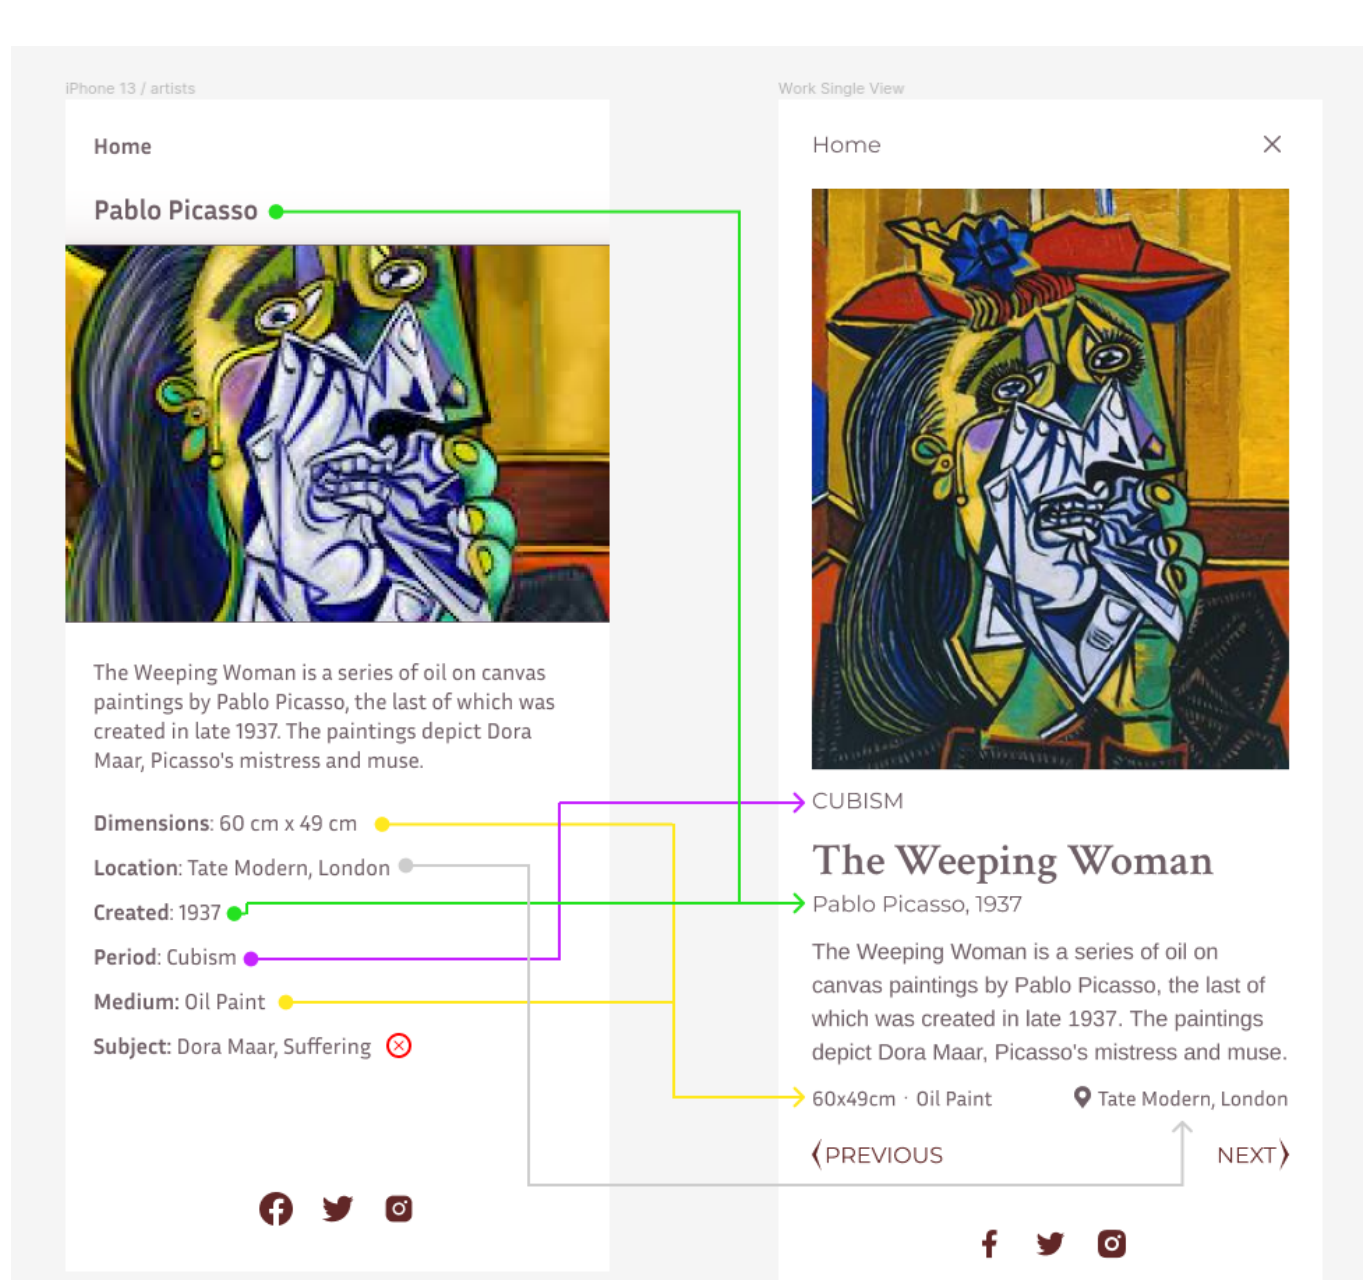 iPhone 13 / artists
Home
Pablo Picasso
The Weeping Woman is a series of oil on canvas
paintings by Pablo Picasso, the last of which was
created in late 1937. The paintings depict Dora
Maar, Picasso's mistress and muse.
Dimensions: 60 cm x 49 cm
Location: Tate Modern, London
Created: 1937
Period: Cubism
Medium: Oil Paint
Subject: Dora Maar, Suffering
Work Single View
Home
CUBISM
The Weeping Woman
Pablo Picasso, 1937
The Weeping Woman is a series of oil on
canvas paintings by Pablo Picasso, the last of
which was created in late 1937. The paintings
depict Dora Maar, Picasso's mistress and muse.
60x49cm · Oil Paint
Tate Modern, London
PREVIOUS
NEXT